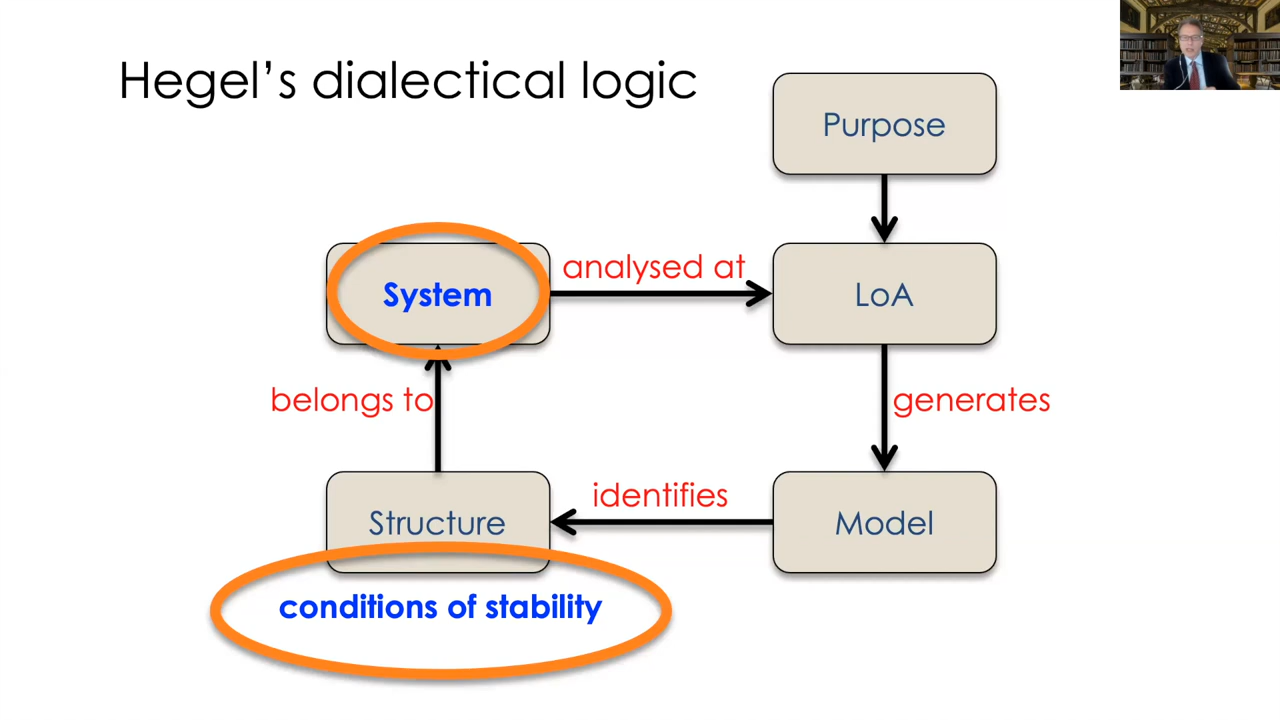 Hegel's dialectical logic
Purpose
System
analysed at
LoA
belongs to
generates
Structure
identifies
Model
conditions of stability